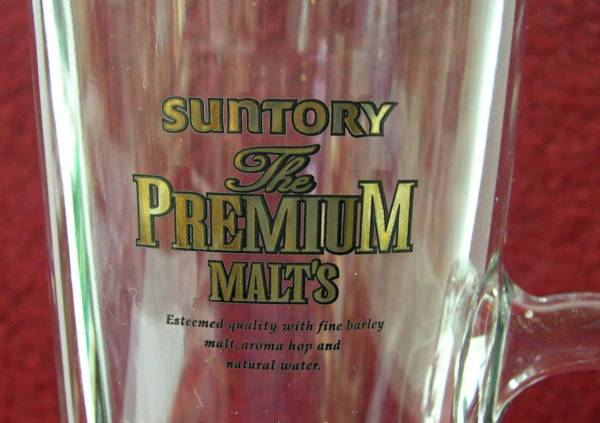 SUNTORY
The
PREMIUM
MALT'S
Esteemed quality with fine barley
malt, aroma hop and
natural water.